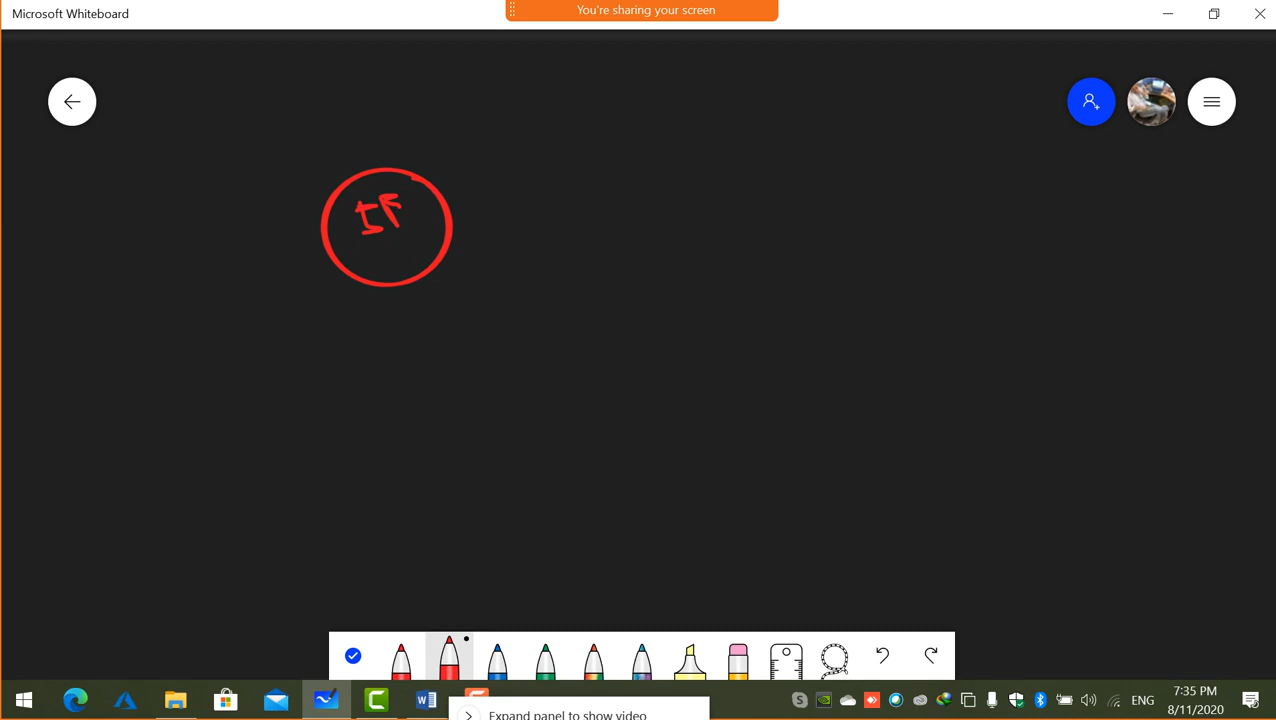 Microsoft Whiteboard
You're sharing your screen
Expand panel to show video
ENG
7:35 PM
8/11/2020